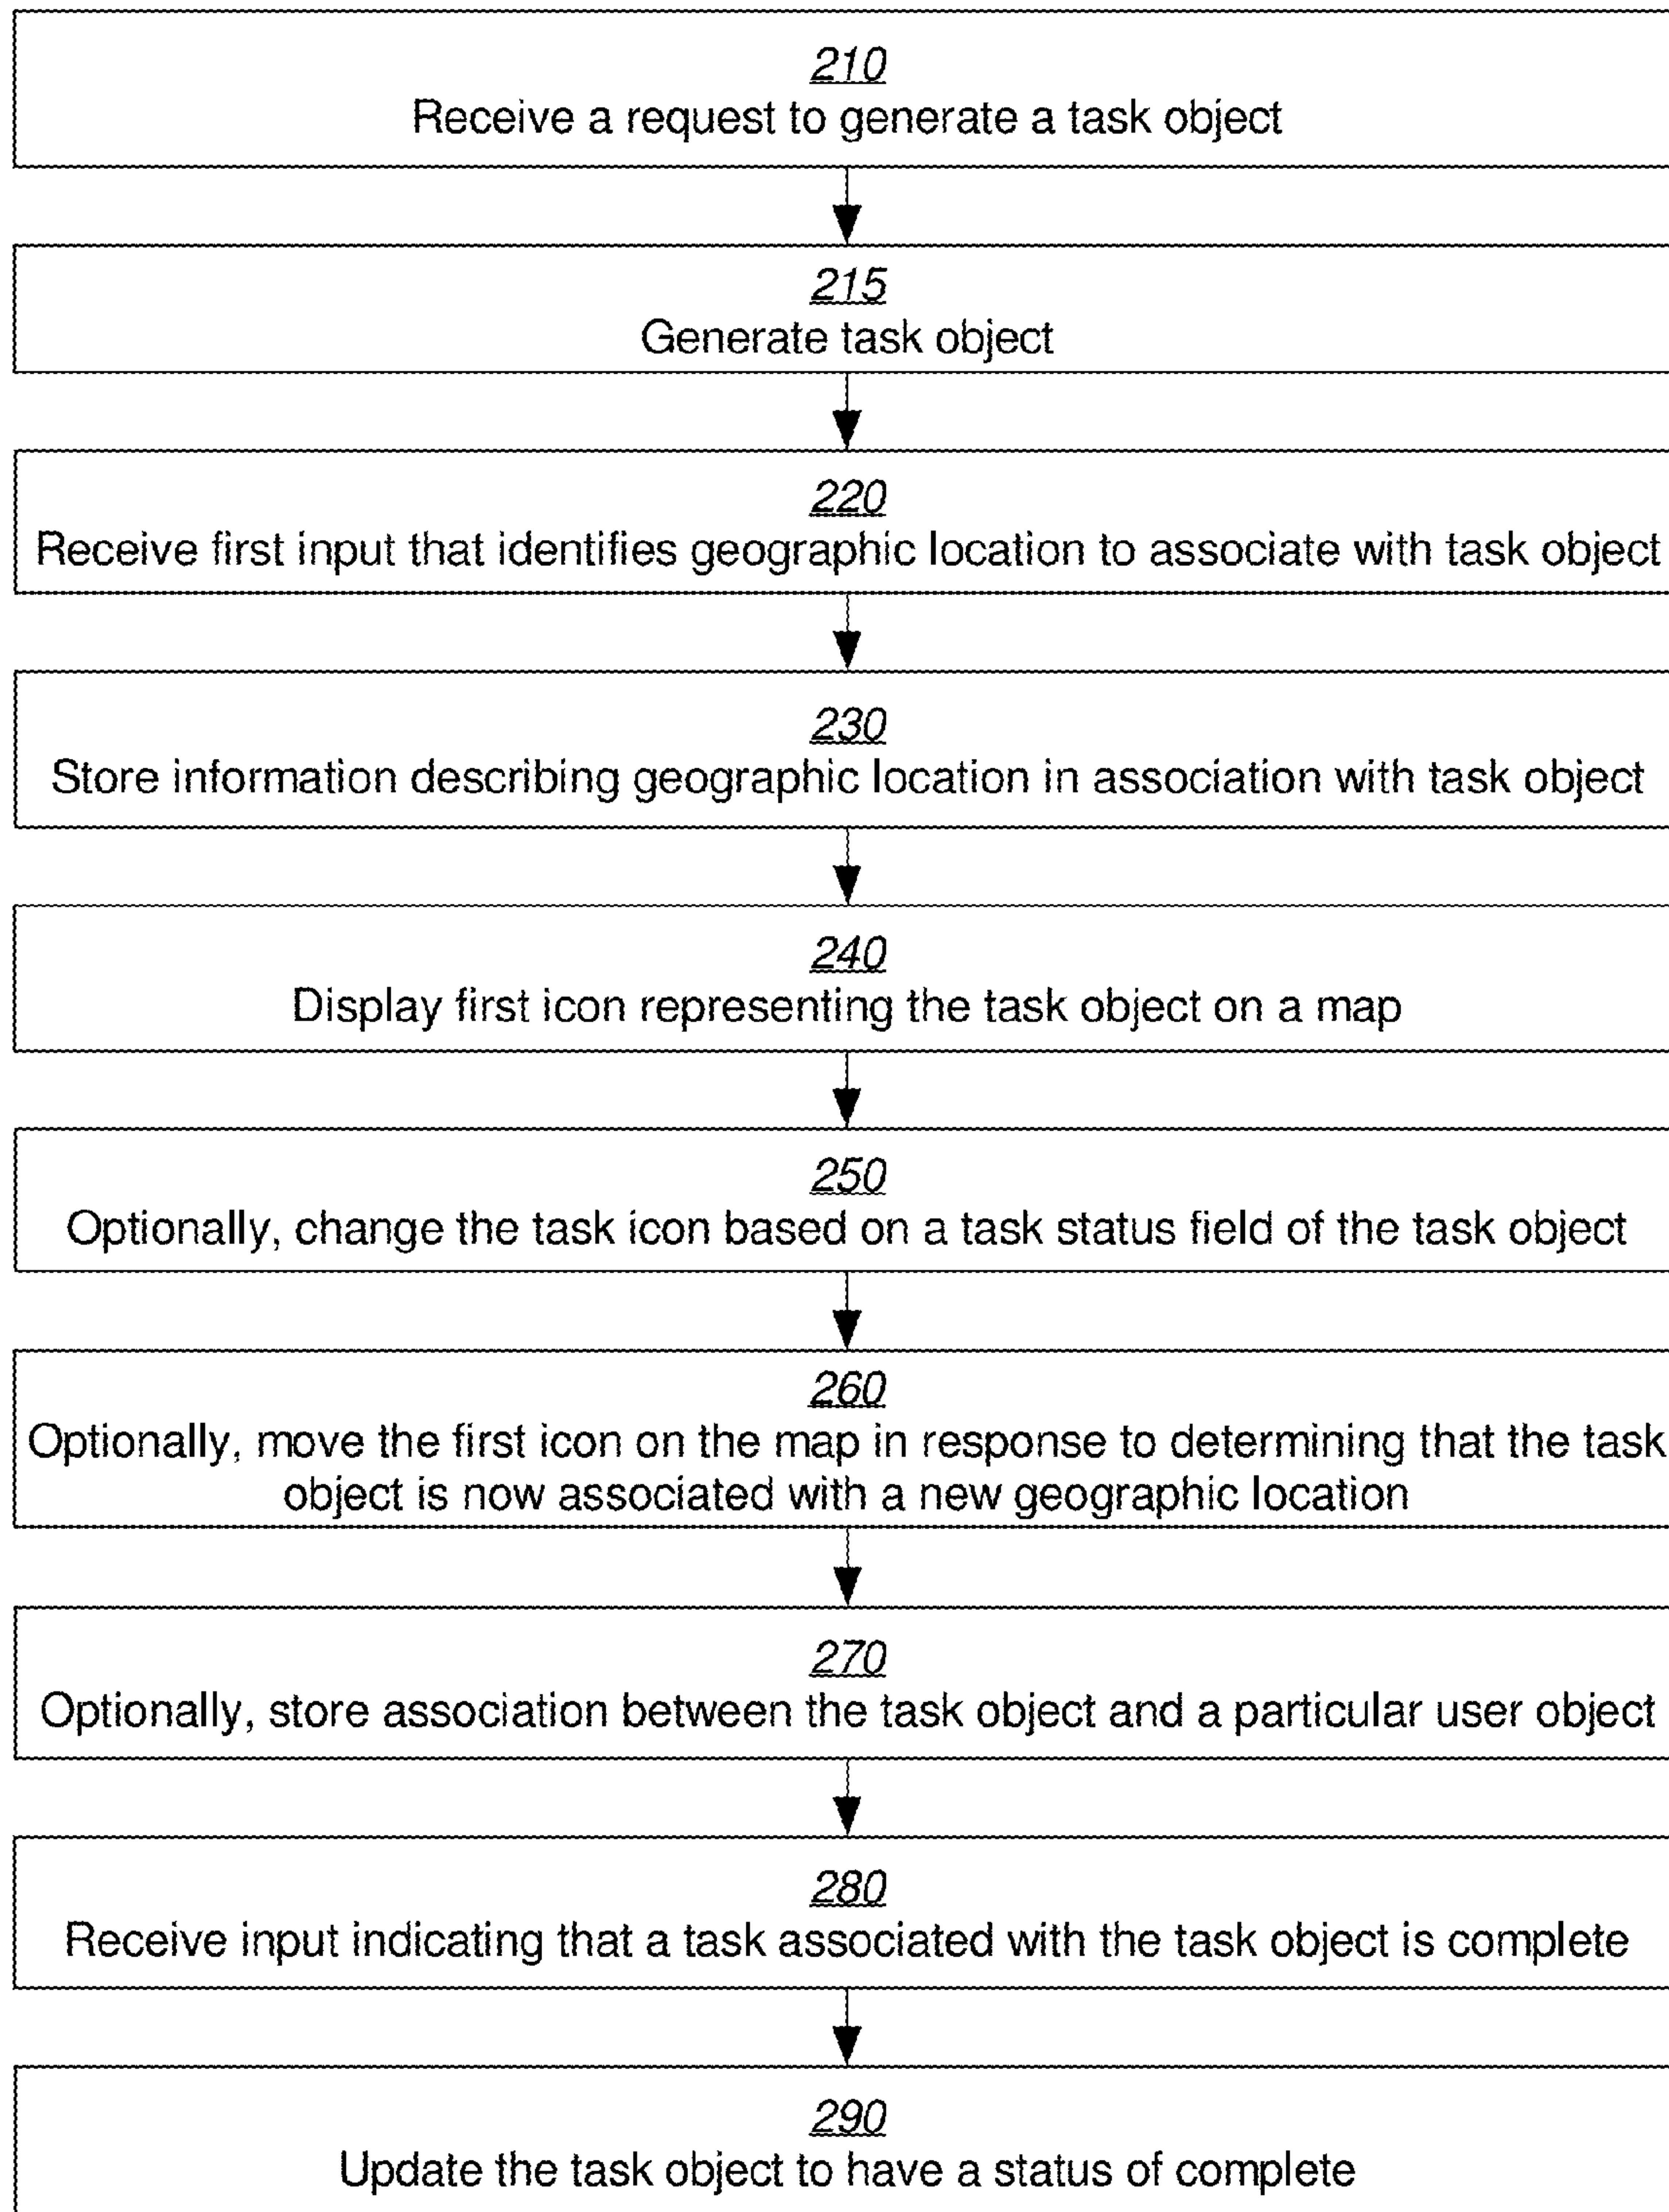 210
Receive a request to generate a task object
215
Generate task object
220
Receive first input that identifies geographic location to associate with task object
230
Store information describing geographic location in association with task object
240
Display first icon representing the task object on a map
250
Optionally, change the task icon based on a task status field of the task object
260
Optionally, move the first icon on the map in response to determining that the task
object is now associated with a new geographic location
270
Optionally, store association between the task object and a particular user object
280
Receive input indicating that a task associated with the task object is complete
290
Update the task object to have a status of complete